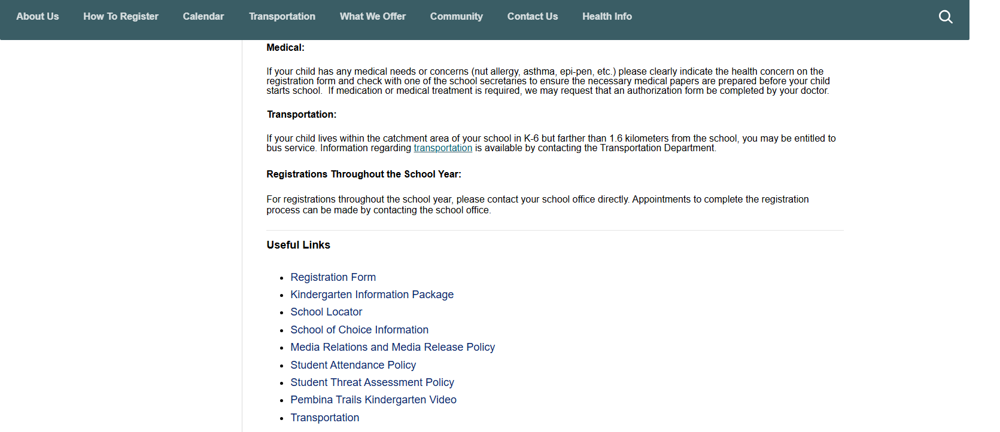 About Us How To Register Calendar Transportation What We Offer Community Contact Us Health Info
Medical:
If your child has any medical needs or concerns (nut allergy, asthma, epi-pen, etc.) please clearly indicate the health concern on the
registration form and check with one of the school secretaries to ensure the necessary medical papers are prepared before your child
starts school.  If medication or medical treatment is required, we may request that an authorization form be completed by your doctor.
Transportation:
If your child lives within the catchment area of your school in K-6 but farther than 1.6 kilometers from the school, you may be entitled to
bus service. Information regarding transportation is available by contacting the Transportation Department.
Registrations Throughout the School Year:
For registrations throughout the school year, please contact your school office directly. Appointments to complete the registration
process can be made by contacting the school office.
Useful Links
• Registration Form
• Kindergarten Information Package
• School Locator
• School of Choice Information
• Media Relations and Media Release Policy
• Student Attendance Policy
• Student Threat Assessment Policy
• Pembina Trails Kindergarten Video
• Transportation